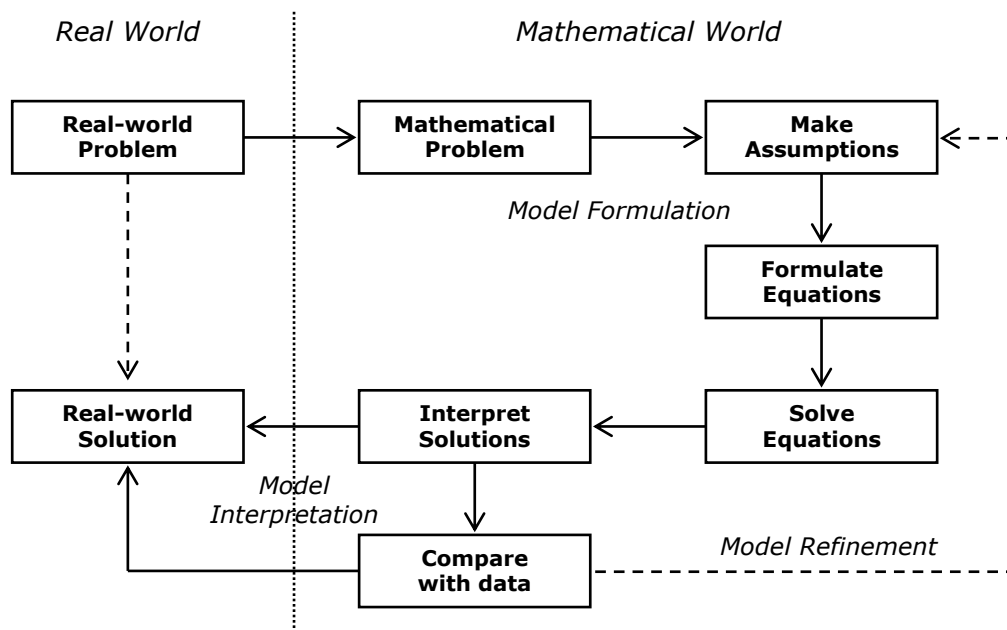 Real World
Mathematical World
Real-world
Problem
Mathematical
Problem
Make
Assumptions
Model Formulation
Formulate
Equations
Real-world
Solution
Interpret
Solutions
Solve
Equations
Model
Interpretation
Compare
with data
Model Refinement